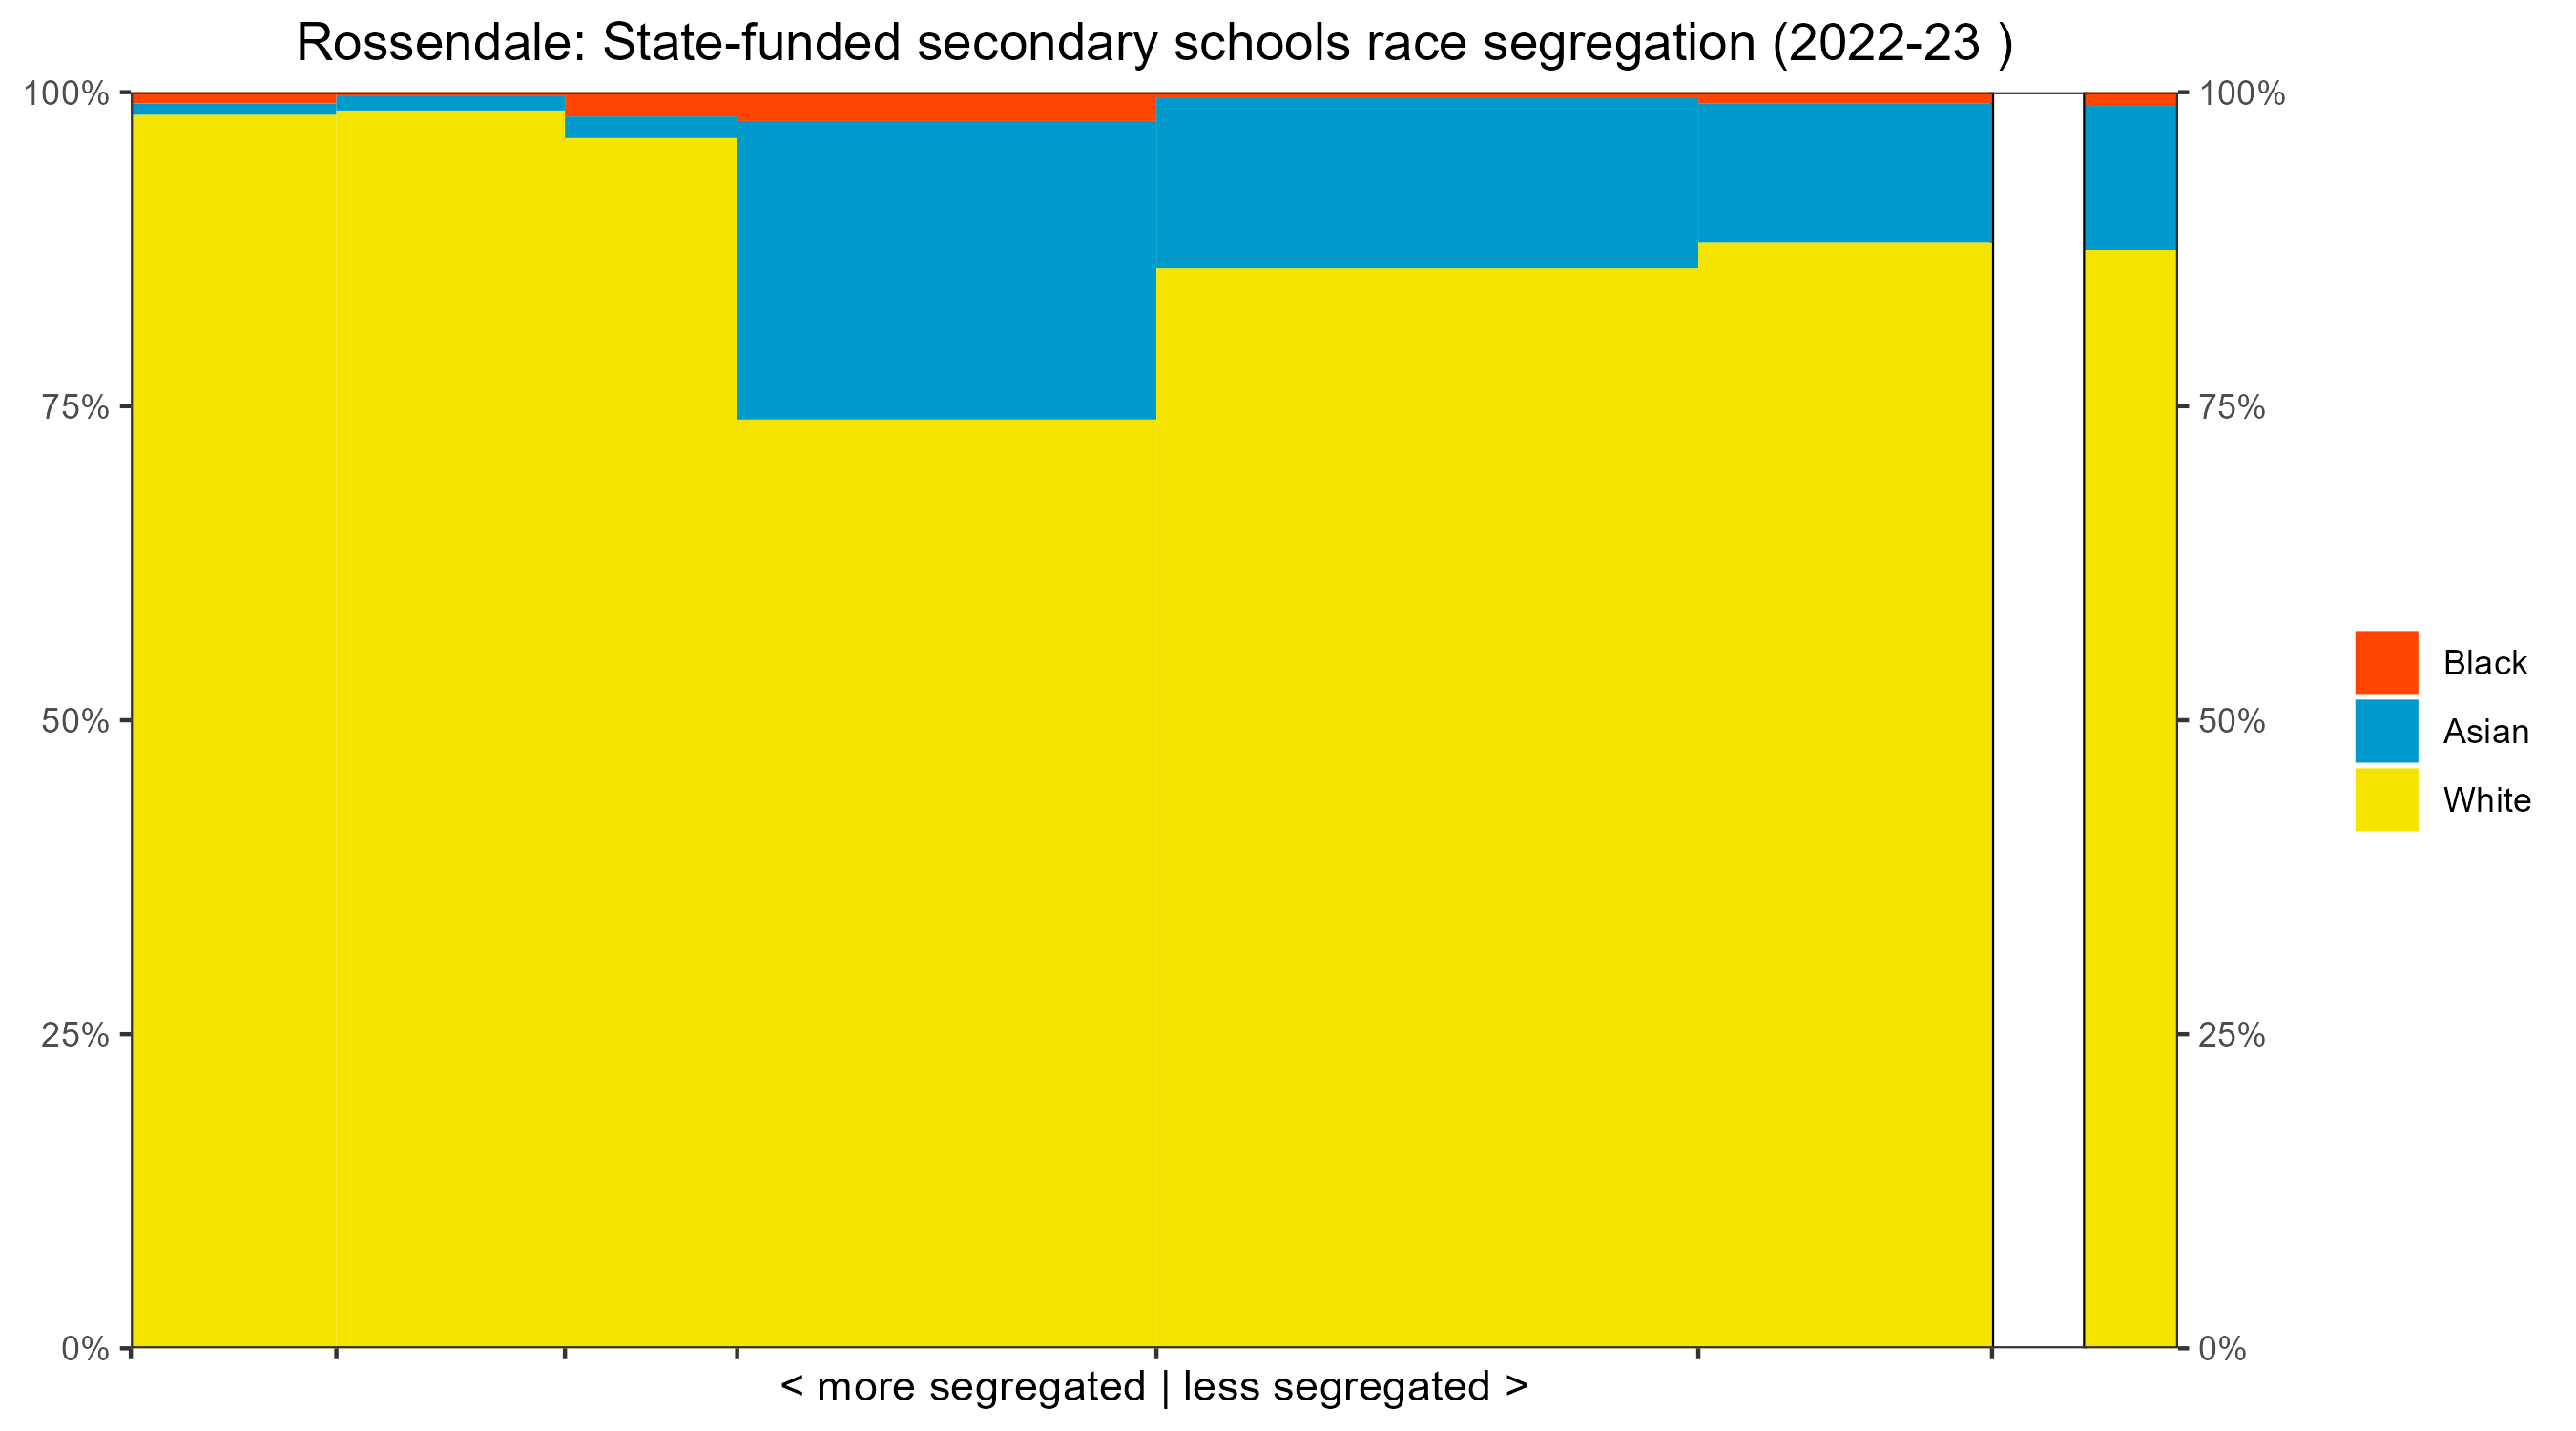 Rossendale: State-funded secondary schools race segregation (2022-23 )
100%
75%
50%
25%
0%
100%
75%
50%
25%
0%
Black
Asian
White
< more segregated | less segregated >